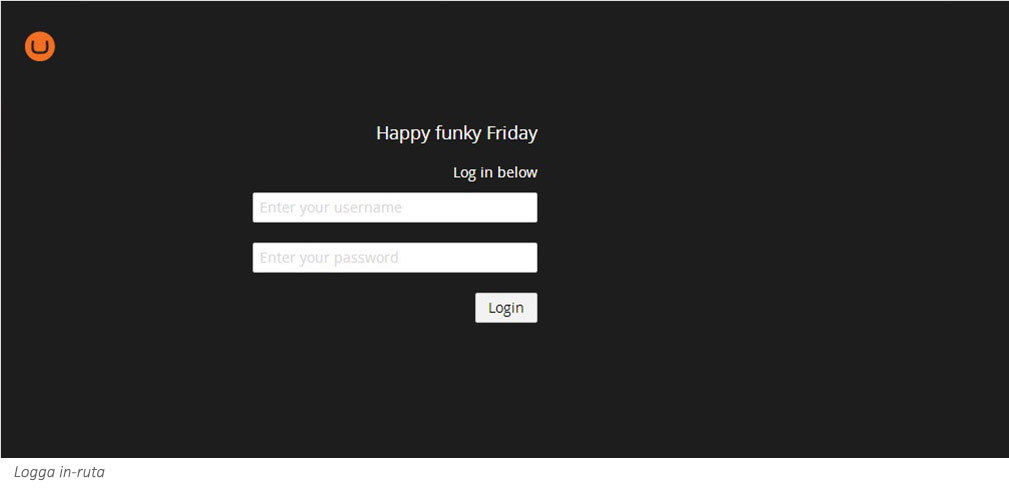 Happy funky Friday
Log in below
Enter your username
Enter your password
Login
Logga in-ruta